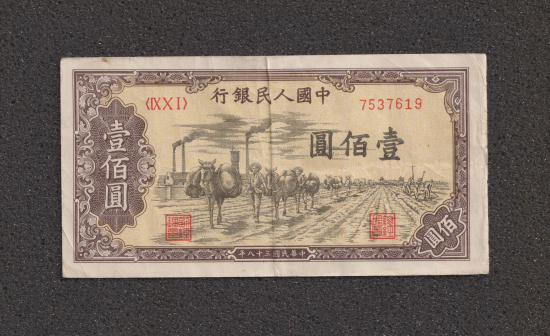 行銀民人國中
〈IX X I〉
7537619
圓佰壹
壹佰圓
佰圓
年八十三國民華中